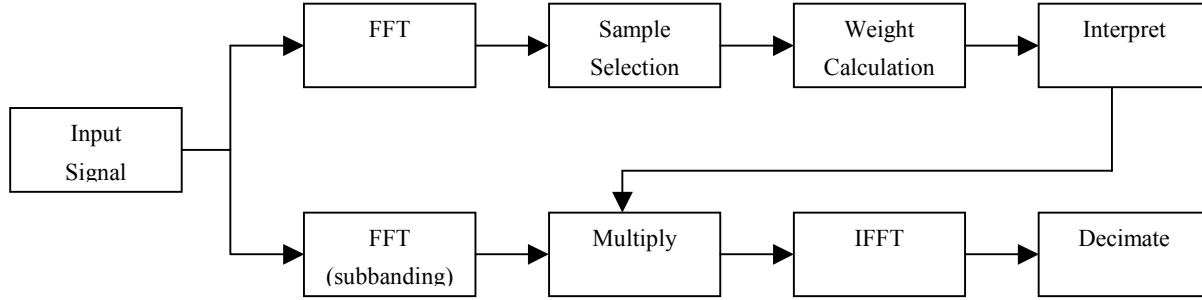 FFT
Sample
Selection
Weight
Calculation
Interpret
Input
Signal
FFT
(subbanding)
Multiply
IFFT
Decimate